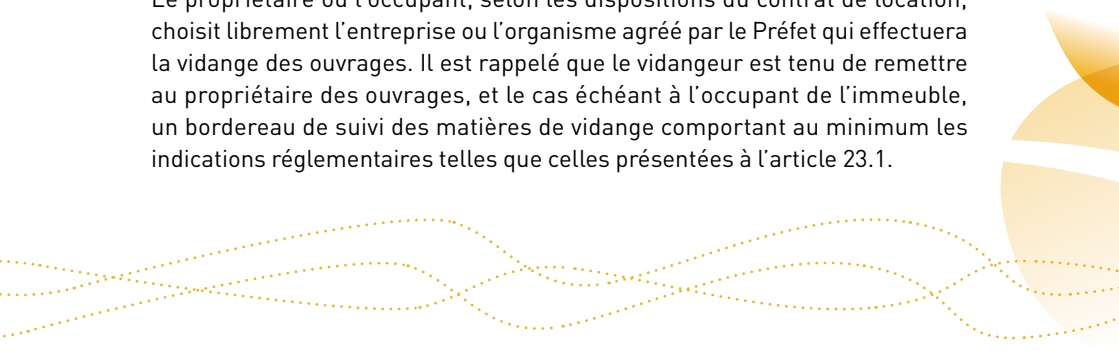 Le propriétaire ou l’occupant, selon les dispositions du contrat de location,
choisit librement l’entreprise ou l’organisme agréé par le Préfet qui effectuera
la vidange des ouvrages. Il est rappelé que le vidangeur est tenu de remettre
au propriétaire des ouvrages, et le cas échéant à l’occupant de l’immeuble,
un bordereau de suivi des matières de vidange comportant au minimum les
indications réglementaires telles que celles présentées à l’article 23.1.